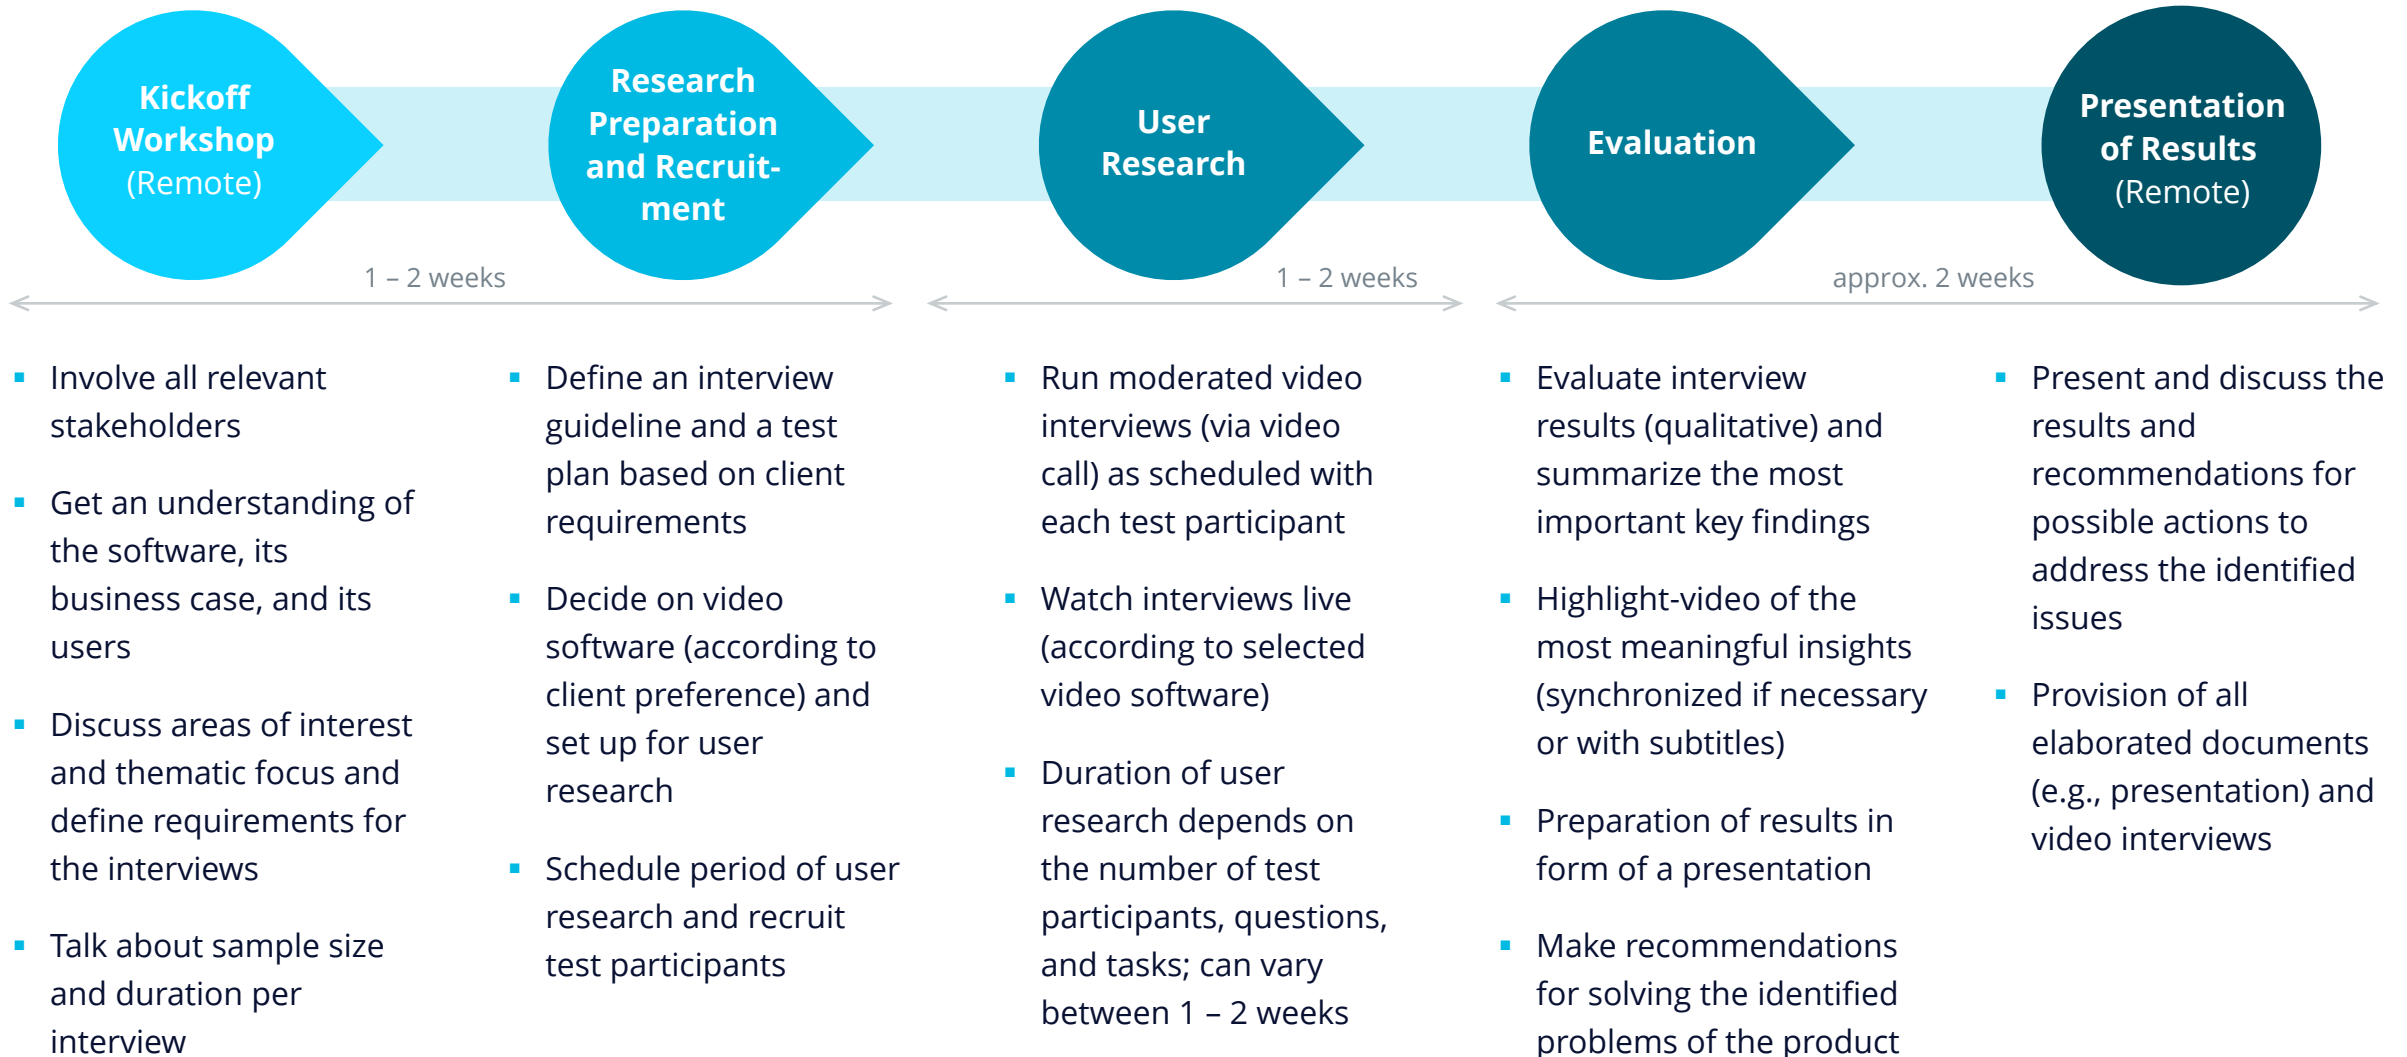 Kickoff
Workshop
(Remote)
Research
Preparation
and Recruit-
ment
User
Research
Evaluation
Presentation
of Results
(Remote)
1 – 2 weeks
1 – 2 weeks
approx. 2 weeks
▪ Involve all relevant
stakeholders
▪ Get an understanding of
the software, its
business case, and its
users
▪ Discuss areas of interest
and thematic focus and
define requirements for
the interviews
▪ Talk about sample size
and duration per
interview
▪ Define an interview
guideline and a test
plan based on client
requirements
▪ Decide on video
software (according to
client preference) and
set up for user
research
▪ Schedule period of user
research and recruit
test participants
▪ Run moderated video
interviews (via video
call) as scheduled with
each test participant
▪ Watch interviews live
(according to selected
video software)
▪ Duration of user
research depends on
the number of test
participants, questions,
and tasks; can vary
between 1 – 2 weeks
▪ Evaluate interview
results (qualitative) and
summarize the most
important key findings
▪ Highlight-video of the
most meaningful insights
(synchronized if necessary
or with subtitles)
▪ Preparation of results in
form of a presentation
▪ Make recommendations
for solving the identified
problems of the product
▪ Present and discuss the
results and
recommendations for
possible actions to
address the identified
issues
▪ Provision of all
elaborated documents
(e.g., presentation) and
video interviews